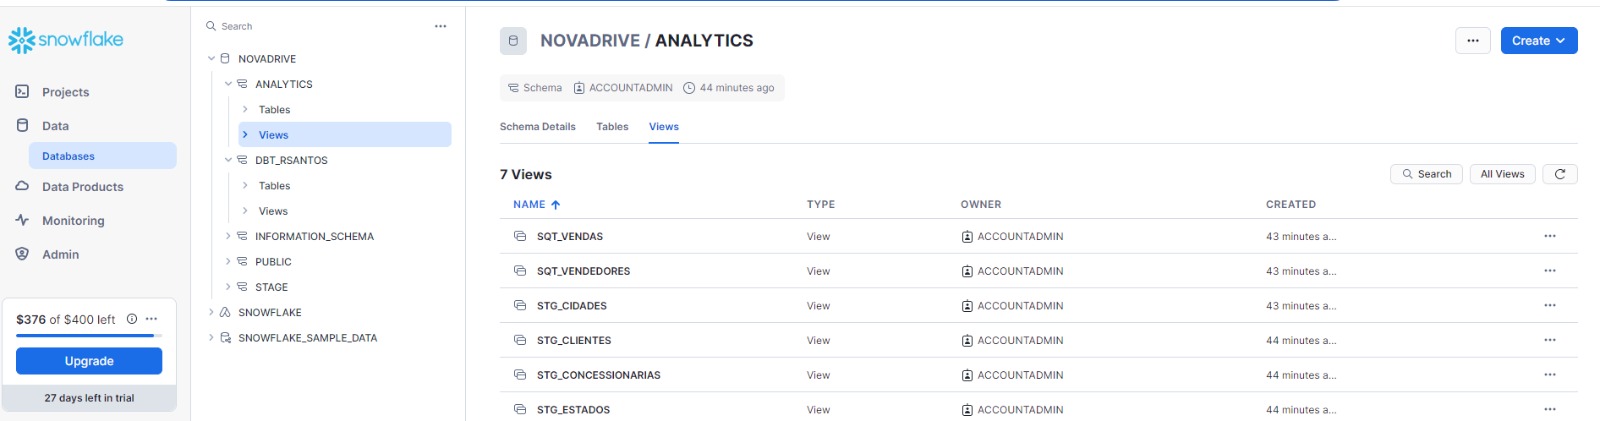 snowflake
Projects
Data
Databases
Data Products
Monitoring
Admin
$376 of $400 left
Upgrade
27 days left in trial
Search
NOVADRIVE
ANALYTICS
Tables
Views
DBT_RSANTOS
Tables
Views
INFORMATION_SCHEMA
PUBLIC
STAGE
SNOWFLAKE
SNOWFLAKE_SAMPLE_DATA
NOVADRIVE / ANALYTICS
Create
Schema ACCOUNTADMIN 44 minutes ago
Schema Details Tables Views
7 Views
Search All Views
NAME TYPE OWNER CREATED
SQT_VENDAS View ACCOUNTADMIN 43 minutes a...
SQT_VENDEDORES View ACCOUNTADMIN 43 minutes a...
STG_CIDADES View ACCOUNTADMIN 43 minutes a...
STG_CLIENTES View ACCOUNTADMIN 44 minutes a...
STG_CONCESSIONARIAS View ACCOUNTADMIN 44 minutes a...
STG_ESTADOS View ACCOUNTADMIN 44 minutes a...